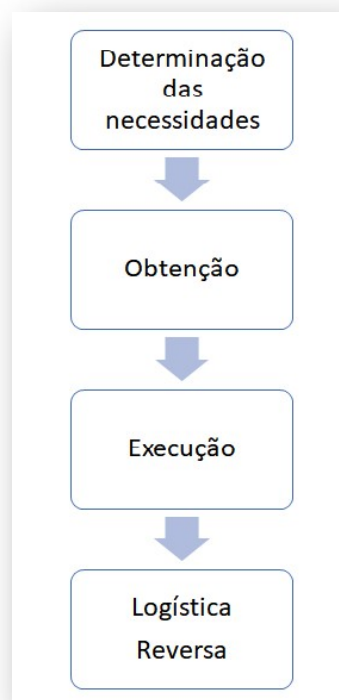 Determinação
das
necessidades
Obtenção
Execução
Logística
Reversa